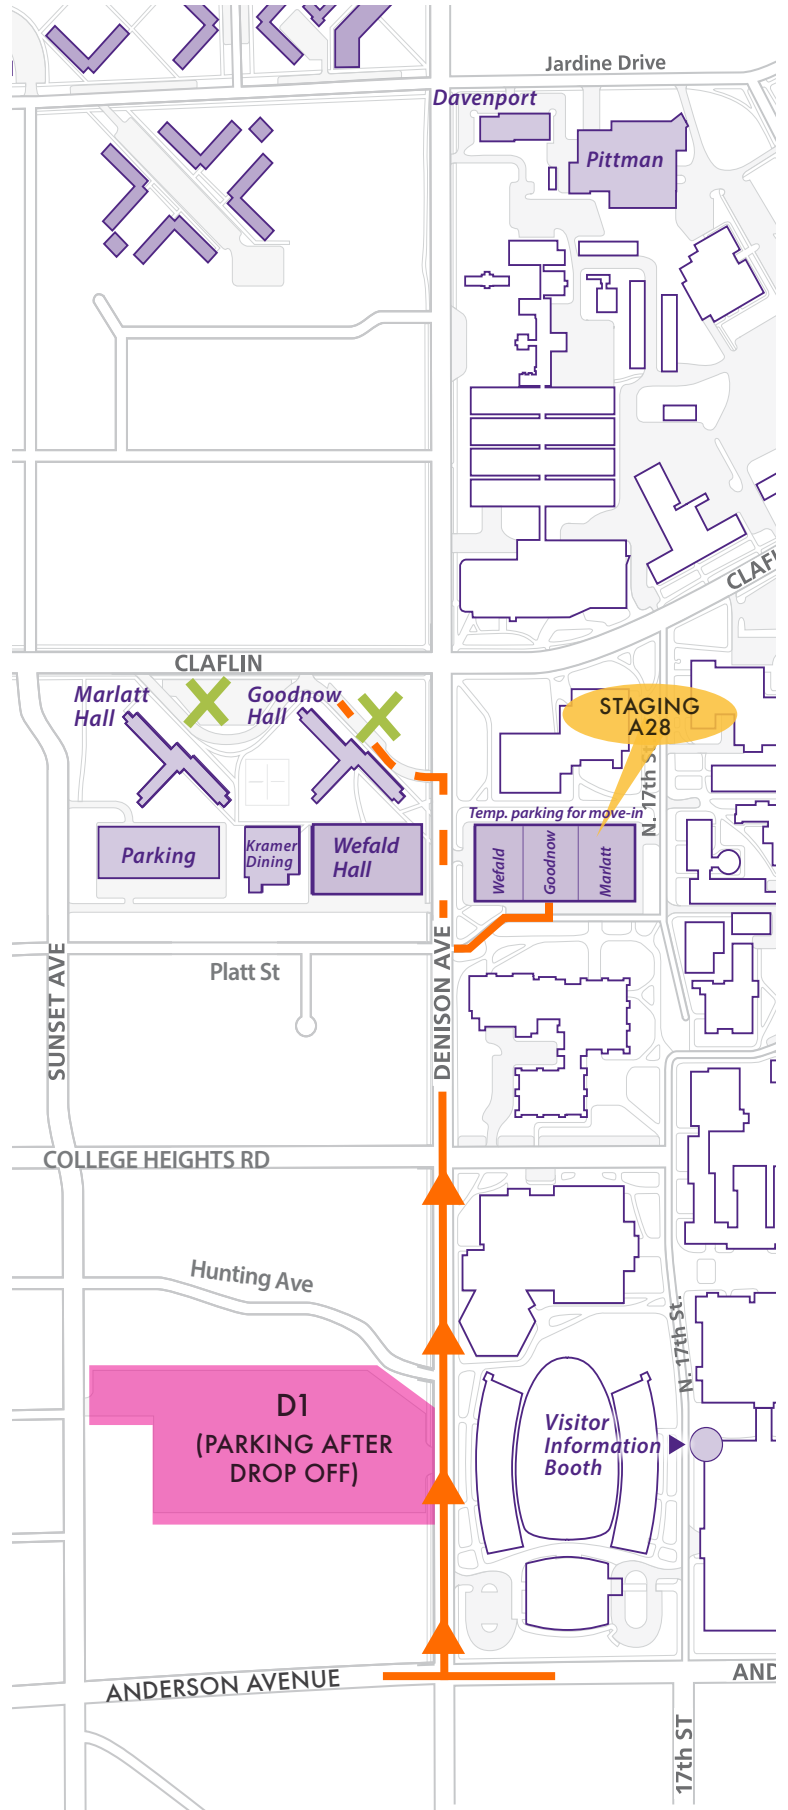 Jardine Drive
Davenport
Pittman
CLAFL
CLAFLIN
Marlatt
Hall
Goodnow
Hall
STAGING
A28
N. 17th St.
Temp. parking for move-in
Parking
Kramer
Dining
Wefald
Hall
Wefald
Goodnow
Marlatt
SUNSET AVE
Platt St
DENISON AVE
COLLEGE HEIGHTS RD
Hunting Ave
N. 17th St.
D1
(PARKING AFTER
DROP OFF)
Visitor
Information
Booth
ANDERSON AVENUE
AND
17th ST